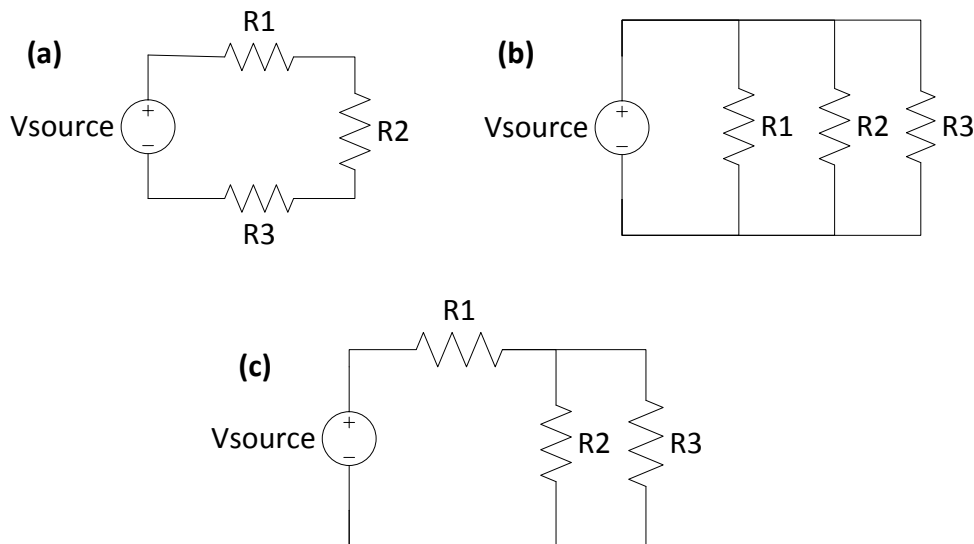 (a)
R1
+
Vsource
−
R2
R3
(b)
+
Vsource
−
R1
R2
R3
(c)
R1
+
Vsource
−
R2
R3